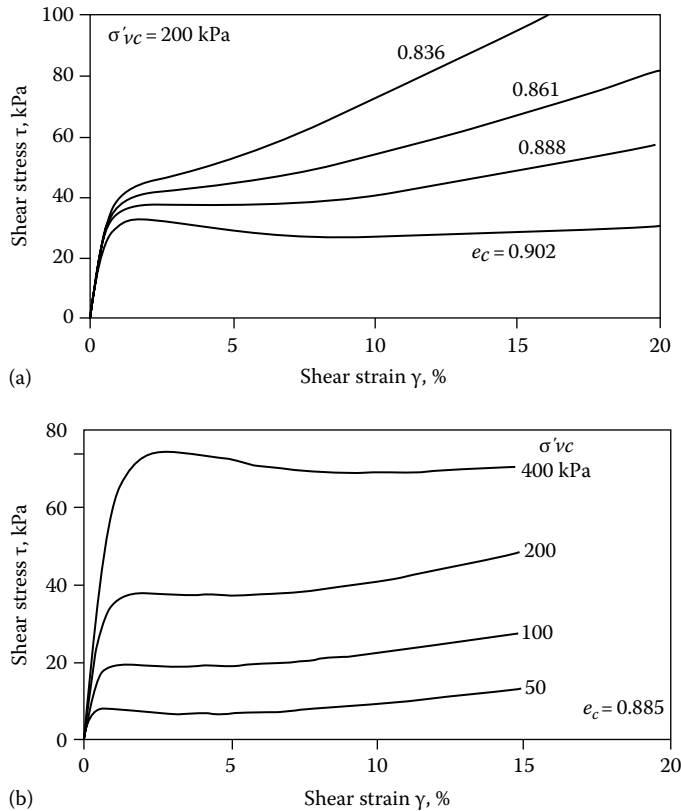 100
σ′vc = 200 kPa
0.836
80
0.861
60
0.888
40
20
ec = 0.902
0
Shear stress τ, kPa
0
5
10
15
20
(a)
Shear strain γ, %
80
σ′vc
400 kPa
60
200
40
100
20
50
ec = 0.885
0
Shear stress τ, kPa
0
5
10
15
20
(b)
Shear strain γ, %